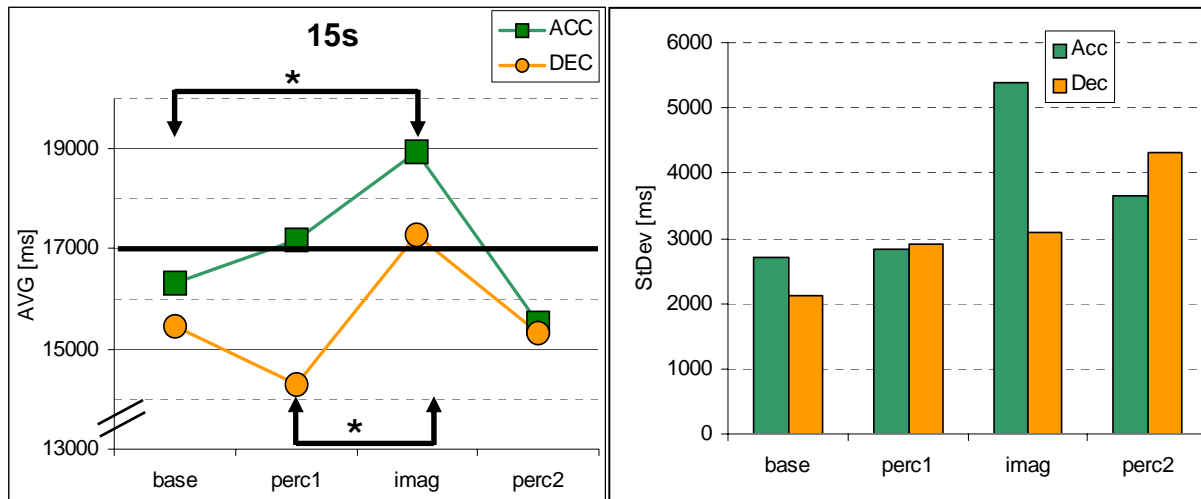 15s
ACC
DEC
*
19000
17000
15000
13000
AVG [ms]
*
base perc1 imag perc2
6000
5000
4000
3000
2000
1000
0
StDev [ms]
Acc
Dec
base perc1 imag perc2